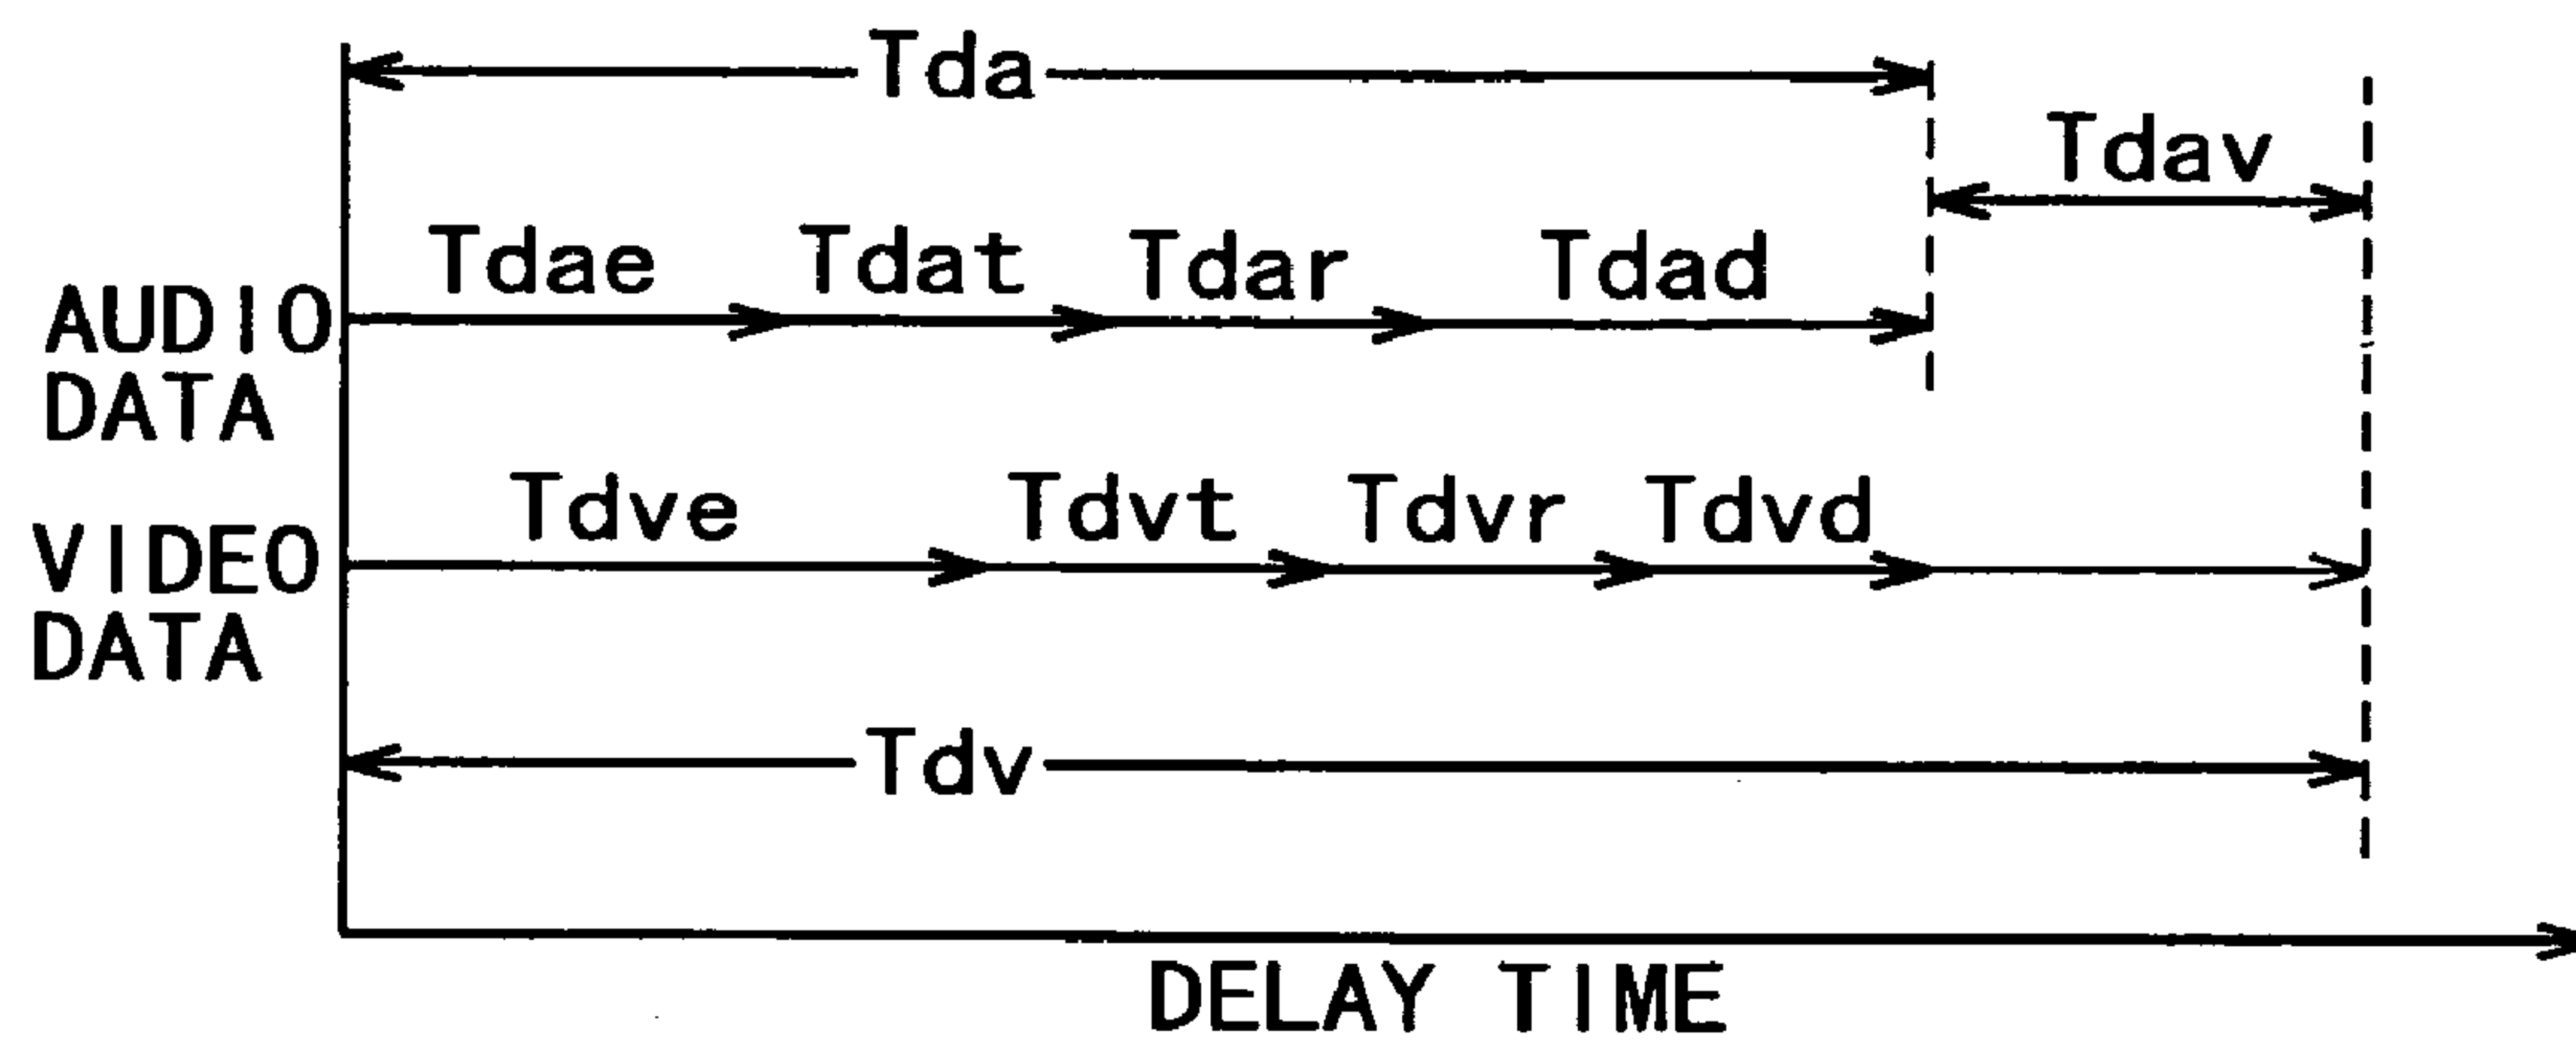 Tda
Tdav
Tdae Tdat Tdar Tdad
AUDIO
DATA
Tdve Tdvt Tdvr Tdvd
VIDEO
DATA
Tdv
DELAY TIME